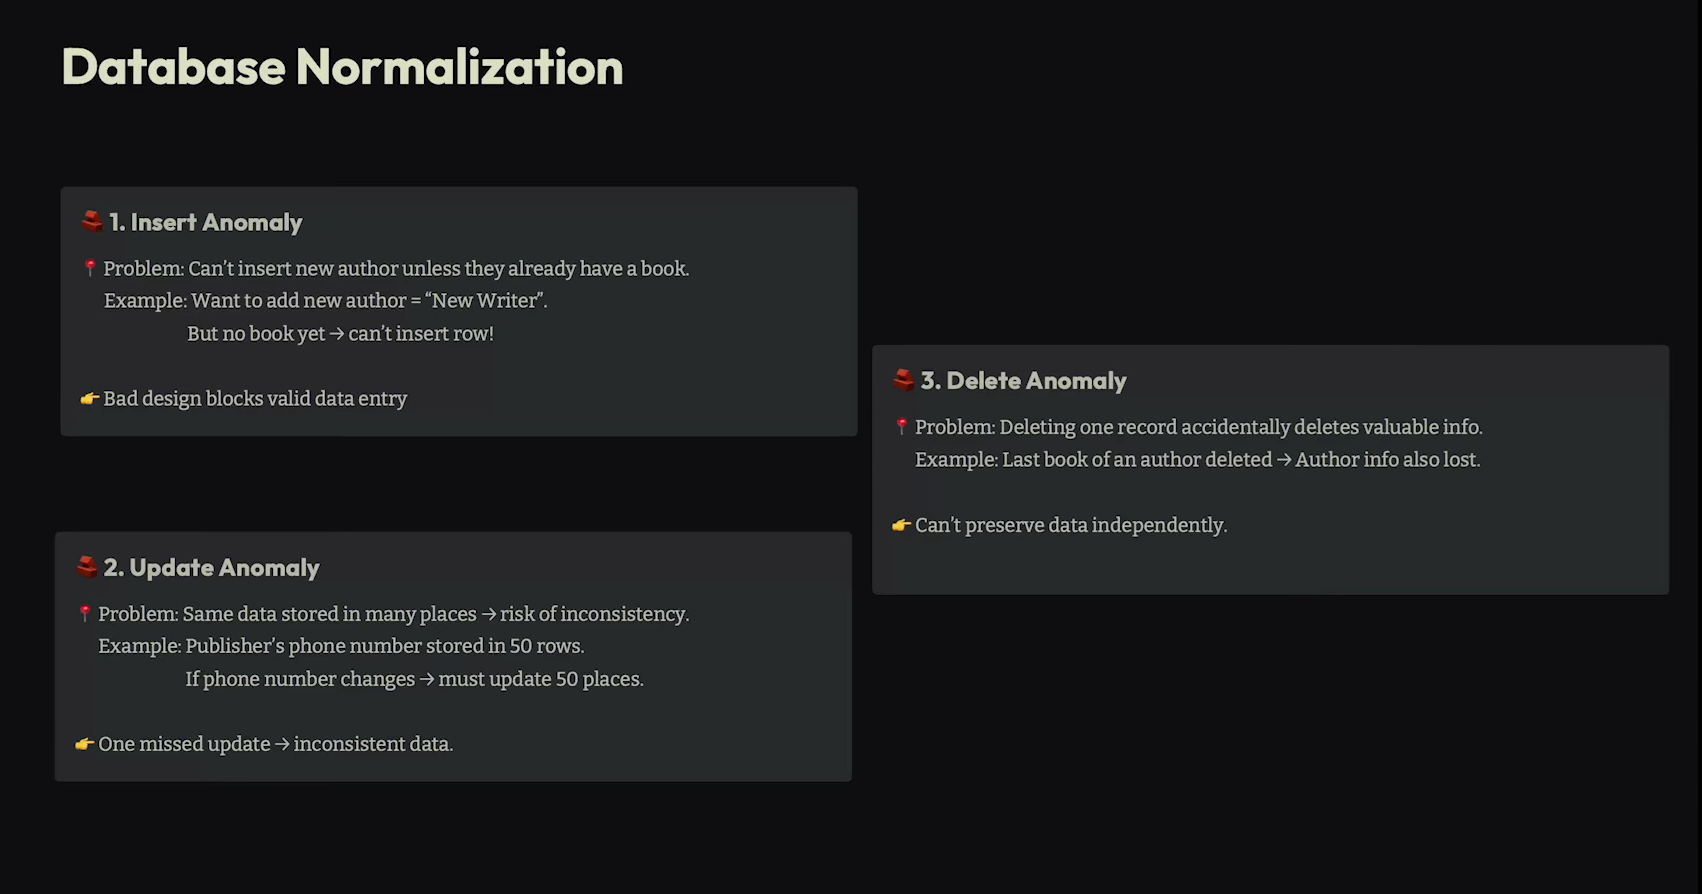 Database Normalization
1. Insert Anomaly
Problem: Can’t insert new author unless they already have a book.
Example: Want to add new author = “New Writer”.
But no book yet → can’t insert row!
Bad design blocks valid data entry
2. Update Anomaly
Problem: Same data stored in many places → risk of inconsistency.
Example: Publisher’s phone number stored in 50 rows.
If phone number changes → must update 50 places.
One missed update → inconsistent data.
3. Delete Anomaly
Problem: Deleting one record accidentally deletes valuable info.
Example: Last book of an author deleted → Author info also lost.
Can’t preserve data independently.